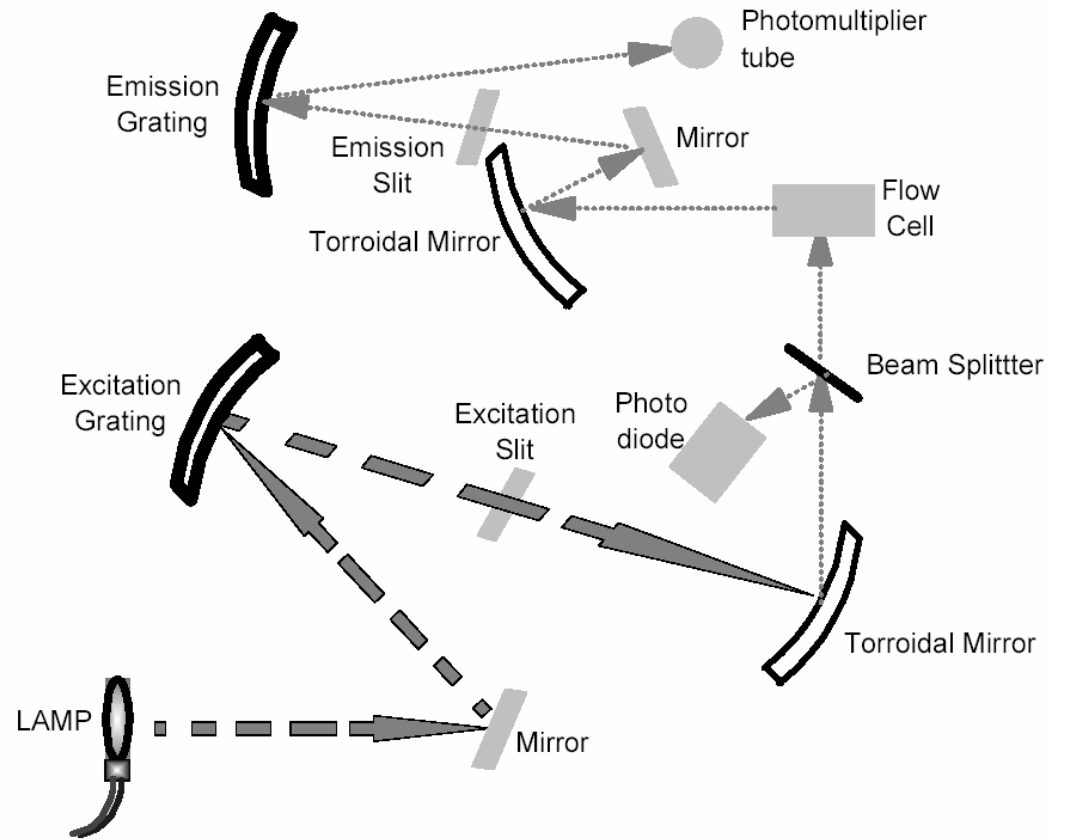 Photomultiplier
tube
Emission
Grating
Emission
Slit
Mirror
Flow
Cell
Torroidal Mirror
Beam Splittter
Excitation
Grating
Excitation
Slit
Photo
diode
Torroidal Mirror
LAMP
Mirror